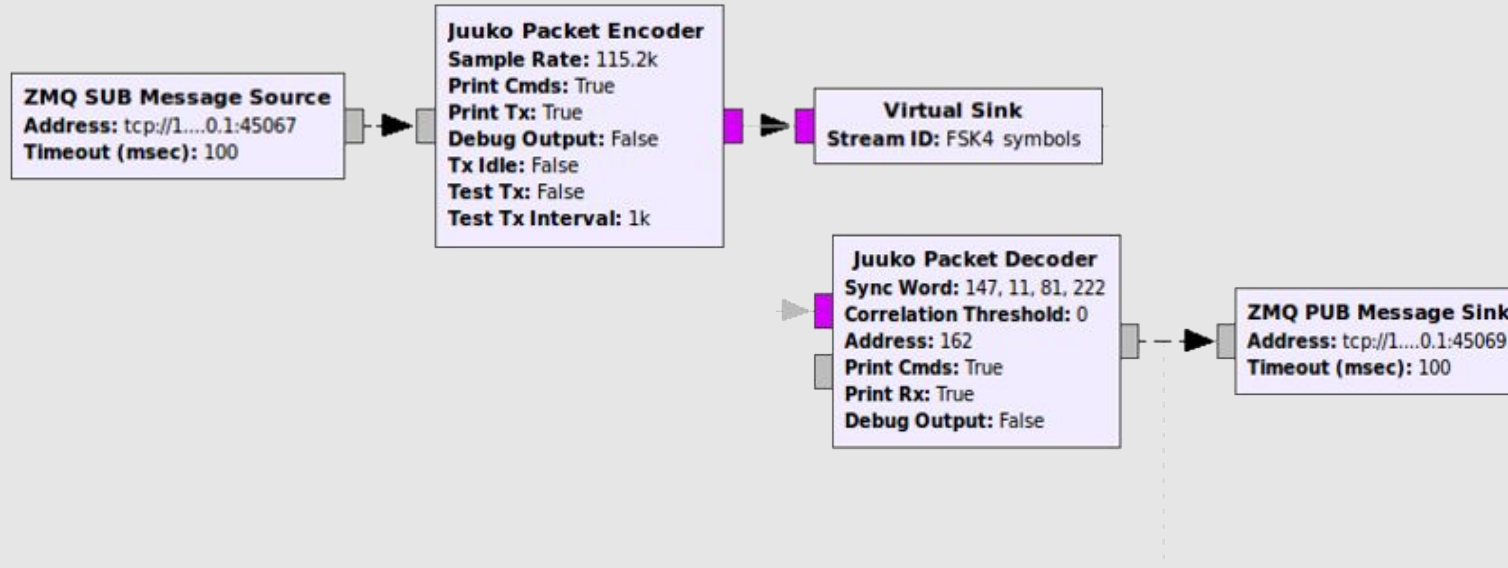 ZMQ SUB Message Source
Address: tcp://1....0.1:45067
Timeout (msec): 100
Juuko Packet Encoder
Sample Rate: 115.2k
Print Cmds: True
Print Tx: True
Debug Output: False
Tx Idle: False
Test Tx: False
Test Tx Interval: 1k
Virtual Sink
Stream ID: FSK4 symbols
Juuko Packet Decoder
Sync Word: 147, 11, 81, 222
Correlation Threshold: 0
Address: 162
Print Cmds: True
Print Rx: True
Debug Output: False
ZMQ PUB Message Sink
Address: tcp://1....0.1:45069
Timeout (msec): 100